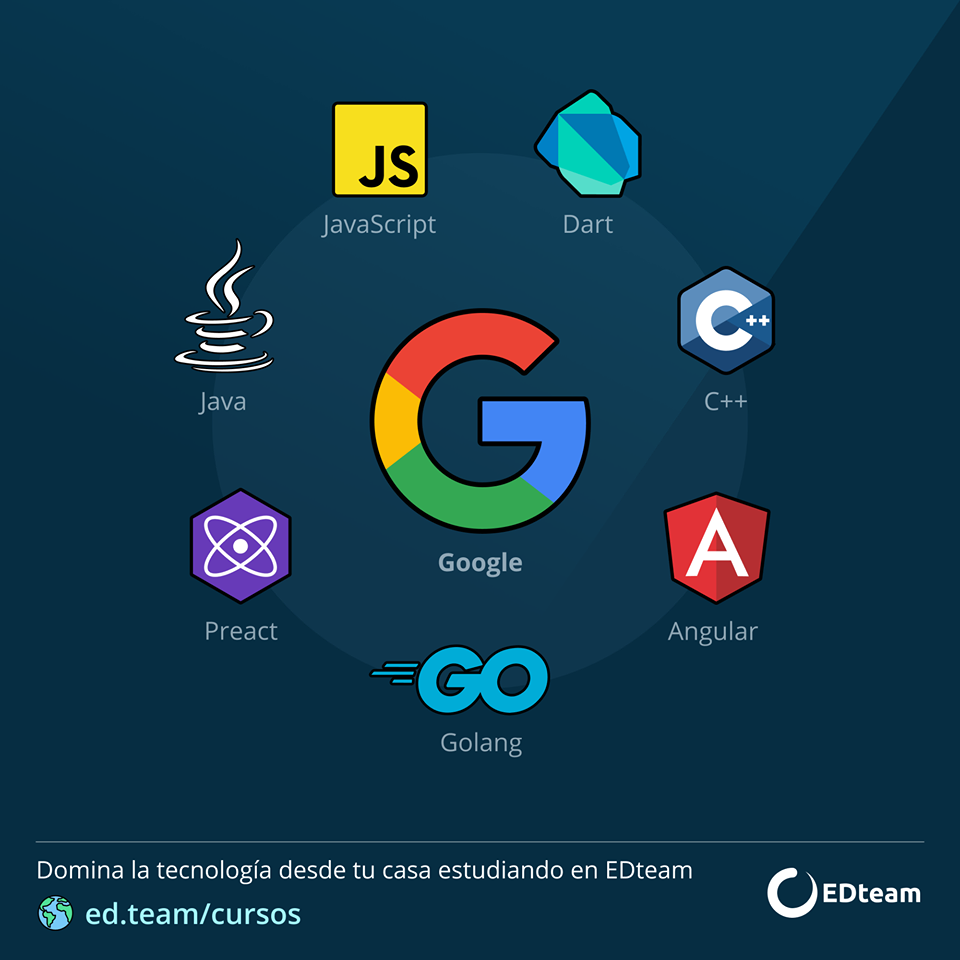 JS
JavaScript
Dart
Java
C++
C++
Google
Preact
A
Angular
GO
Golang
Domina la tecnología desde tu casa estudiando en EDteam
ed.team/cursos
EDteam